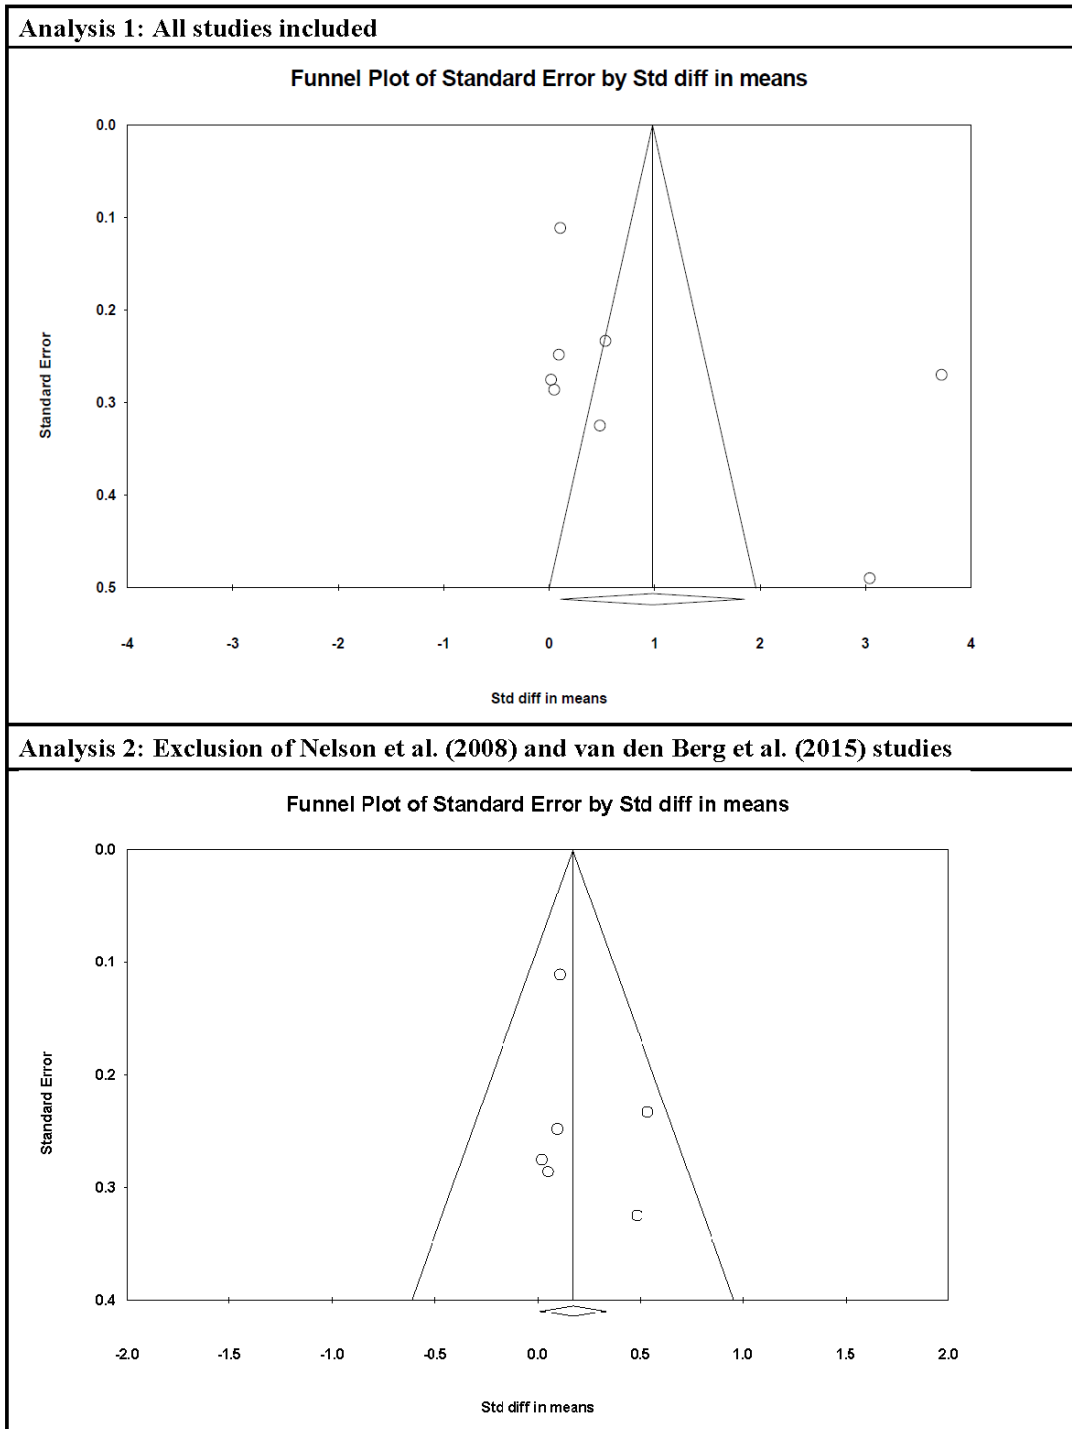 Analysis 1: All studies included
Funnel Plot of Standard Error by Std diff in means
0.0
0.1
0.2
0.3
0.4
0.5
Standard Error
-4 -3 -2 -1 0 1 2 3 4
Std diff in means
Analysis 2: Exclusion of Nelson et al. (2008) and van den Berg et al. (2015) studies
Funnel Plot of Standard Error by Std diff in means
0.0
0.1
0.2
0.3
0.4
Standard Error
-2.0 -1.5 -1.0 -0.5 0.0 0.5 1.0 1.5 2.0
Std diff in means